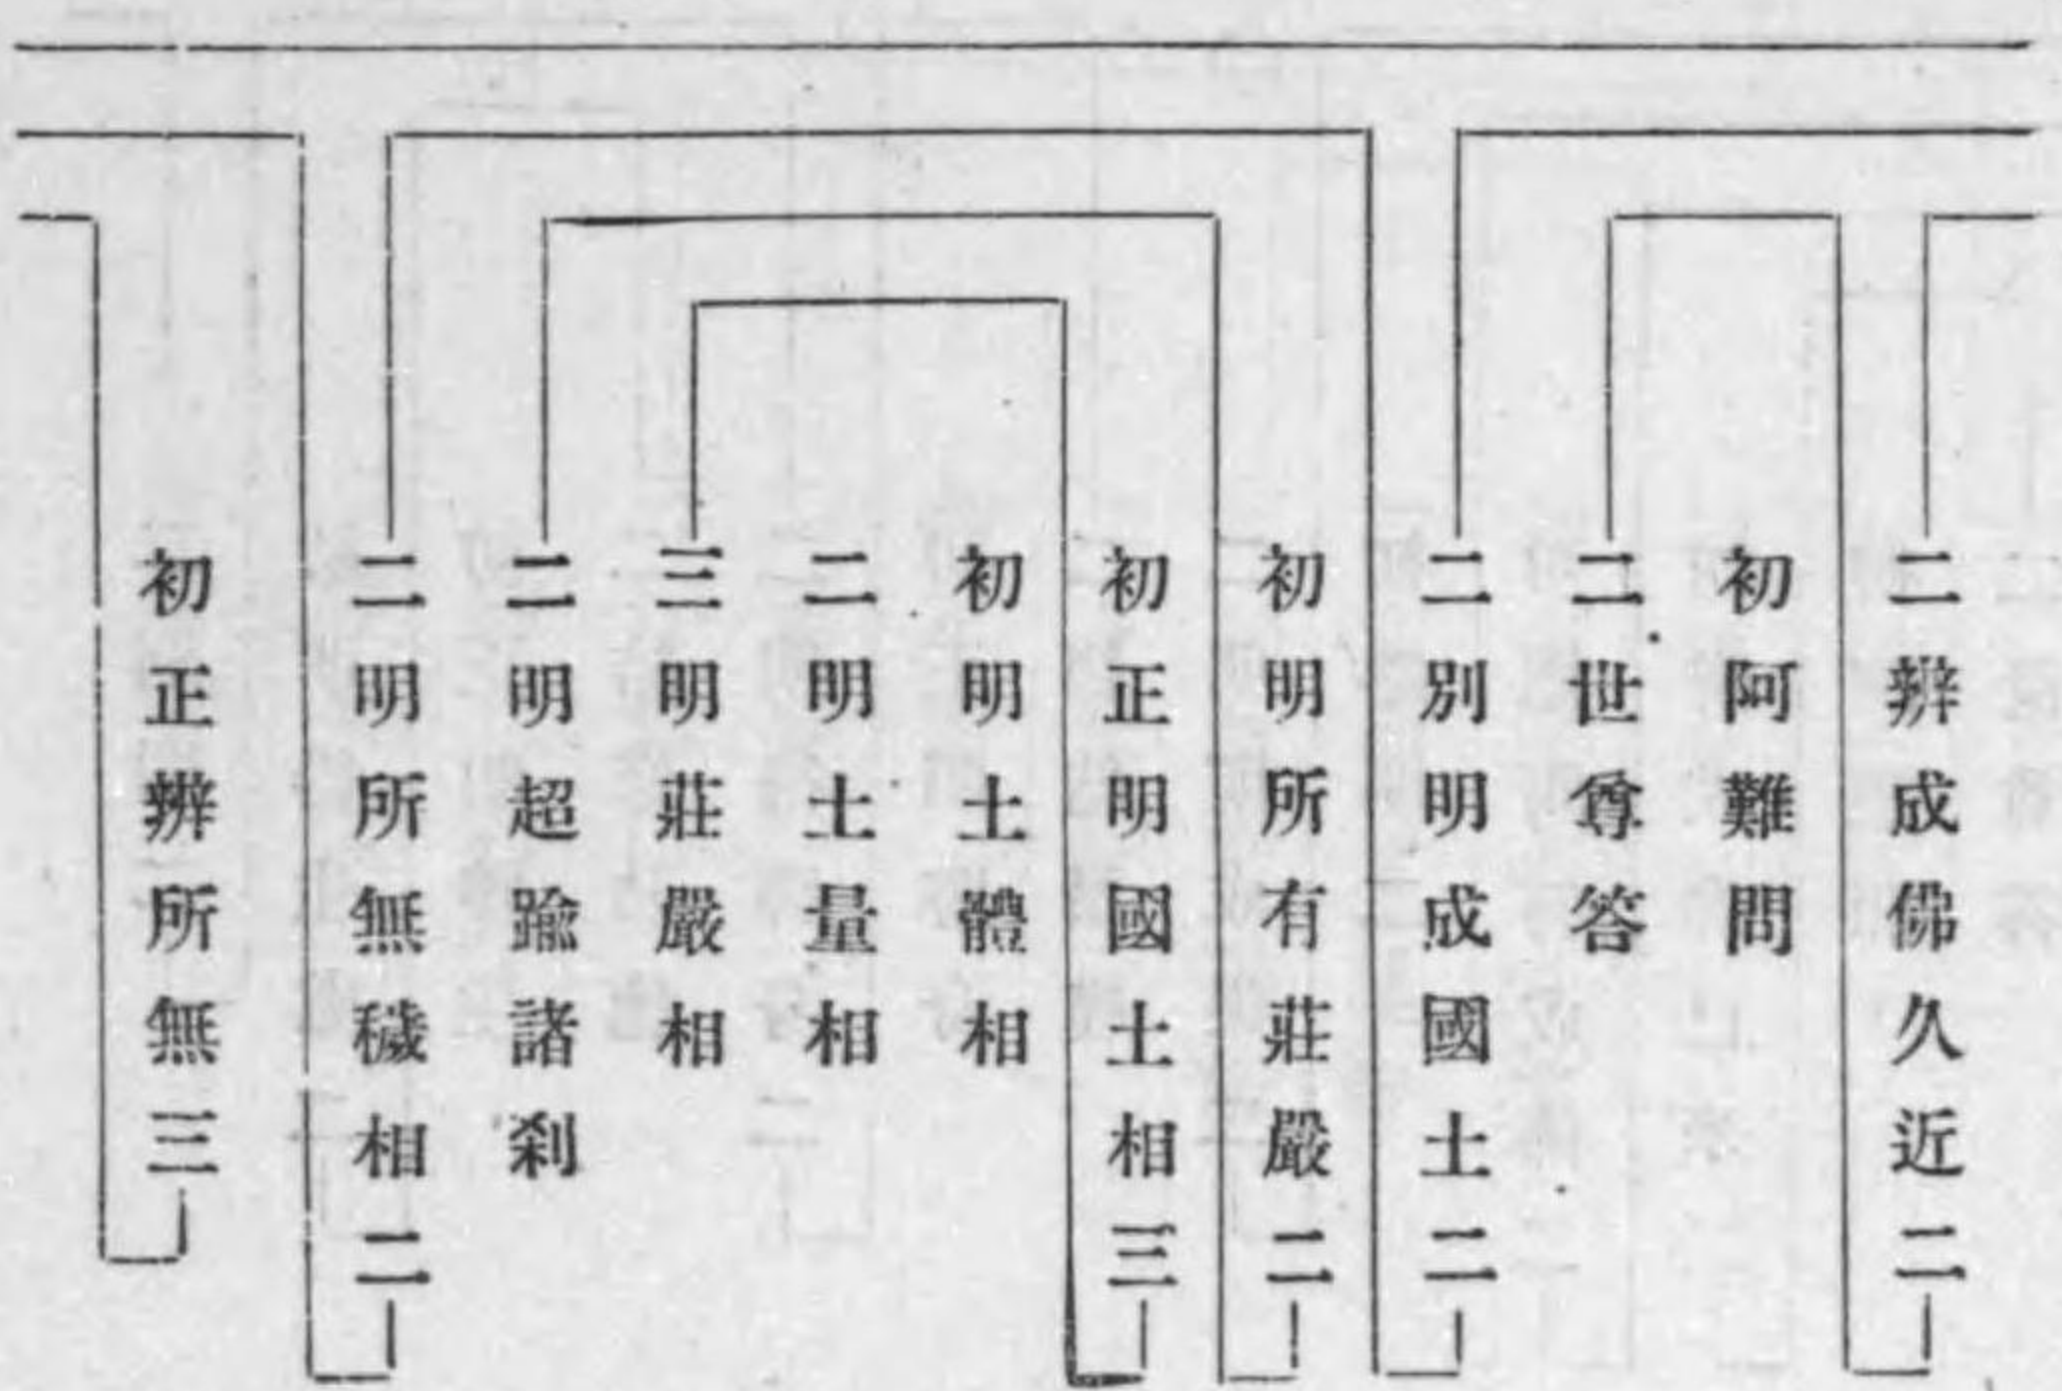 二辨成佛久近二
初阿難問
二世尊答
二別明成國土二
初明所有莊嚴二
初正明國土相三
初明土體相
二明土量相
三明莊嚴相
二明超踰諸剎
二明所無穢相二
初正辨所無三